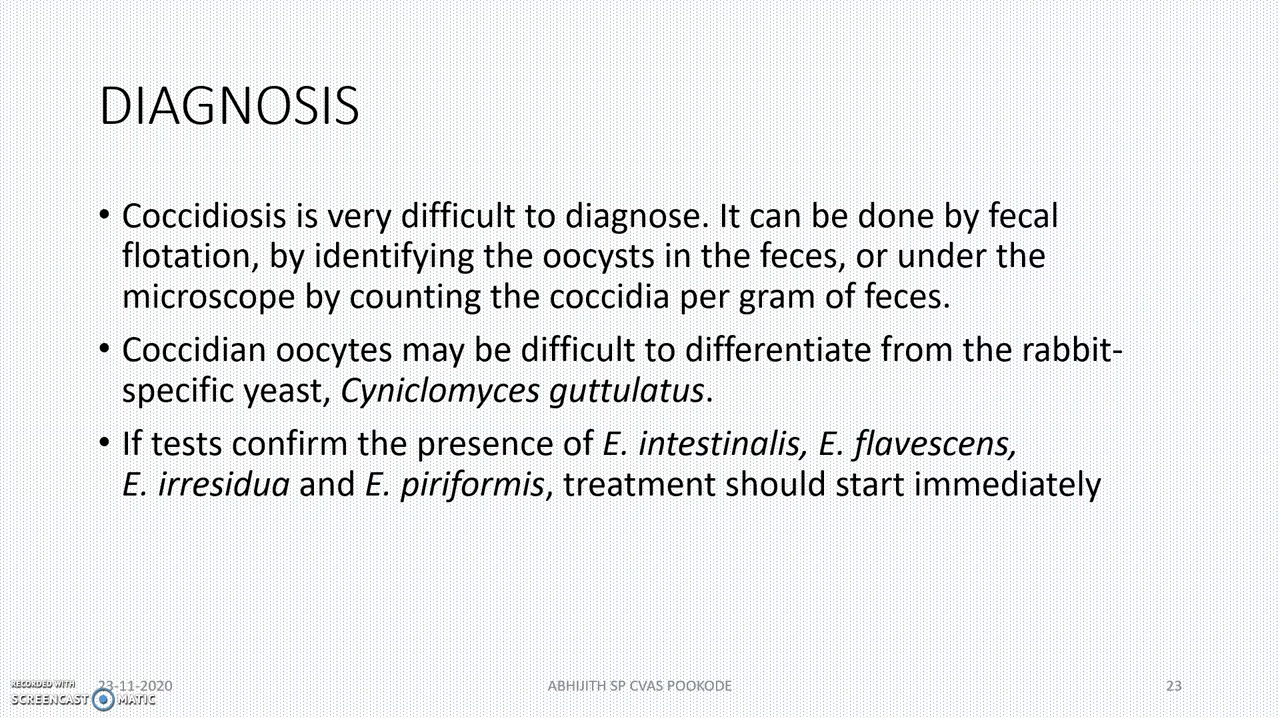 DIAGNOSIS
• Coccidiosis is very difficult to diagnose. It can be done by fecal
flotation, by identifying the oocysts in the feces, or under the
microscope by counting the coccidia per gram of feces.
• Coccidian oocytes may be difficult to differentiate from the rabbit-
specific yeast, Cyniclomyces guttulatus.
• If tests confirm the presence of E. intestinalis, E. flavescens,
E. irresidua and E. piriformis, treatment should start immediately
RECORDED WITH
SCREENCAST MATIC
23-11-2020
ABHIJITH SP CVAS POOKODE
23